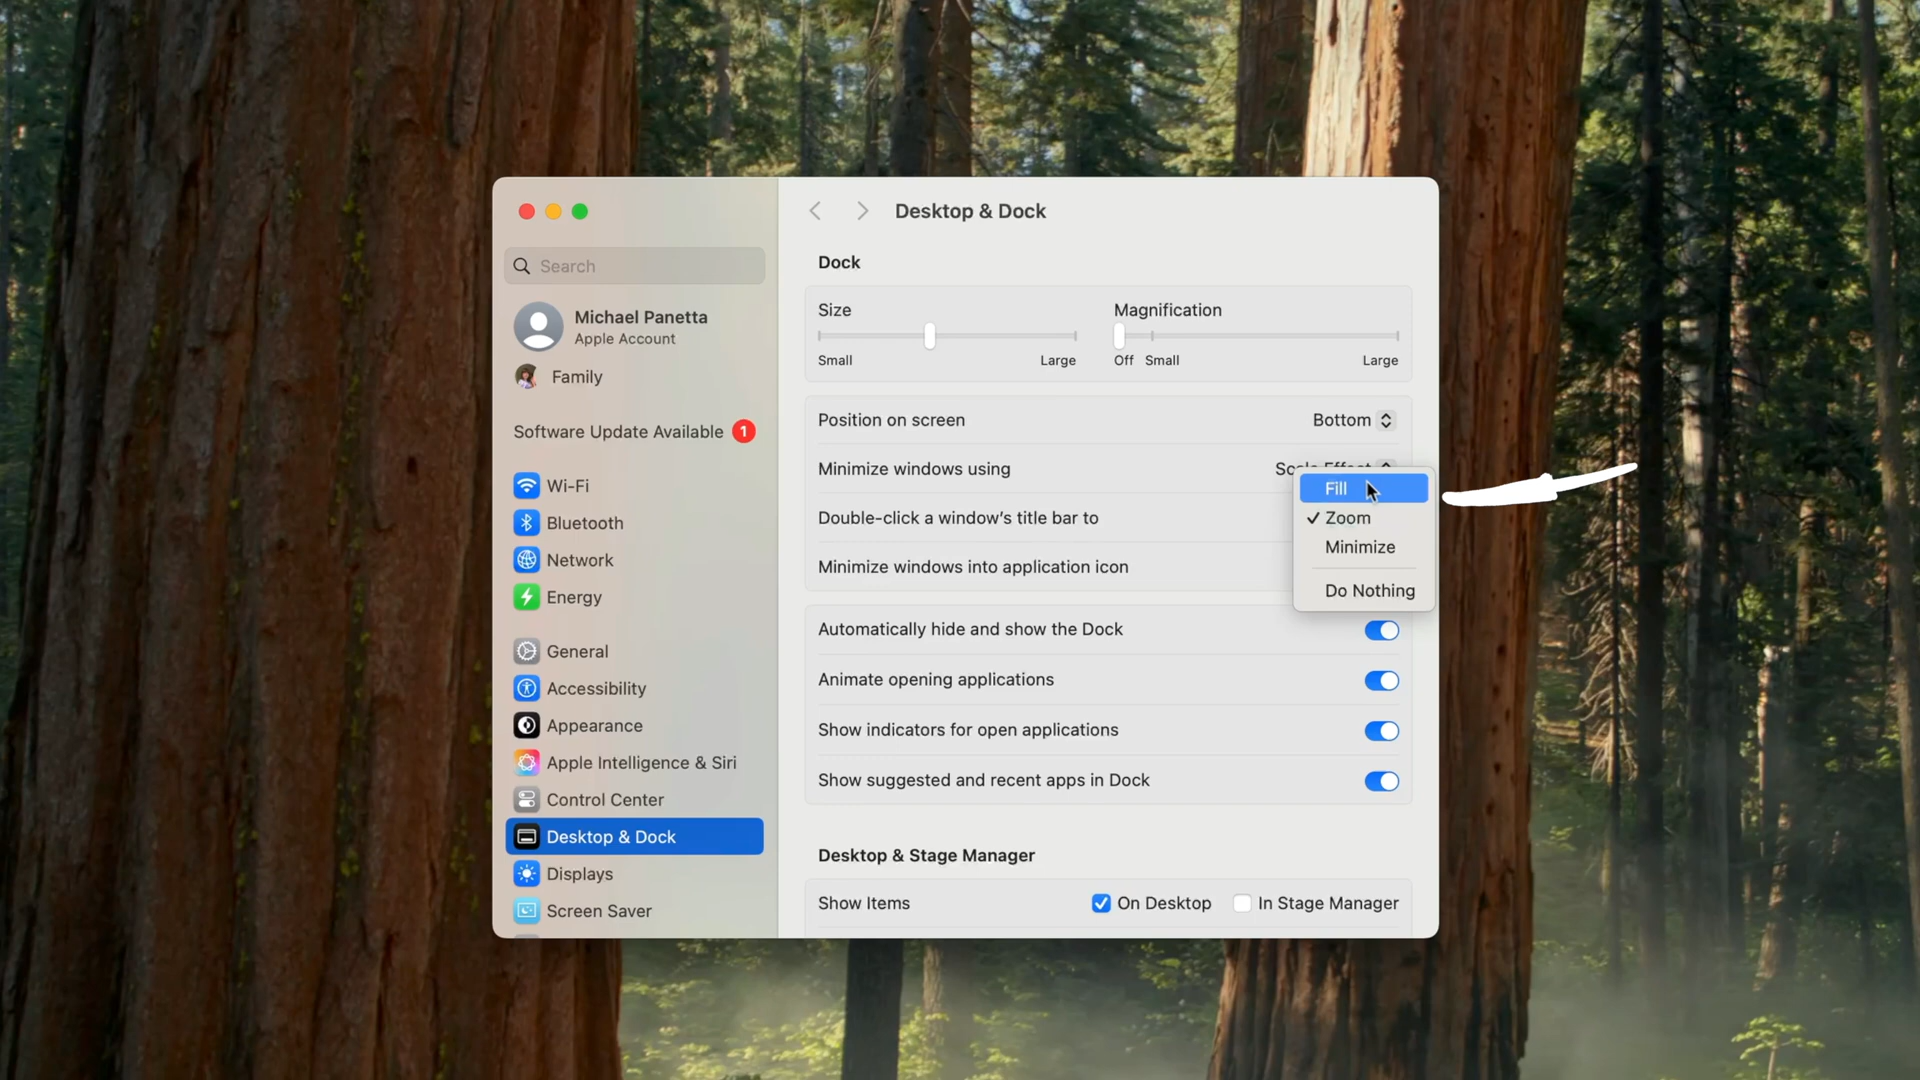 Desktop & Dock
Search
Michael Panetta
Apple Account
Family
Software Update Available 1
Wi-Fi
Bluetooth
Network
Energy
General
Accessibility
Appearance
Apple Intelligence & Siri
Control Center
Desktop & Dock
Displays
Screen Saver
Dock
Size Magnification
Small Large Off Small Large
Position on screen Bottom
Minimize windows using Scale Effect
Double-click a window's title bar to
Minimize windows into application icon
Fill
Zoom
Minimize
Do Nothing
Automatically hide and show the Dock
Animate opening applications
Show indicators for open applications
Show suggested and recent apps in Dock
Desktop & Stage Manager
Show Items On Desktop In Stage Manager